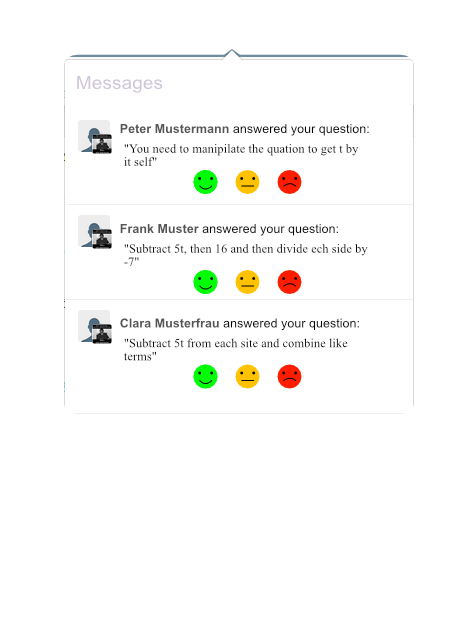 Messages
Peter Mustermann answered your question:
"You need to manipilate the quation to get t by
it self"
Frank Muster answered your question:
"Subtract 5t, then 16 and then divide ech side by
-7"
Clara Musterfrau answered your question:
"Subtract 5t from each site and combine like
terms"